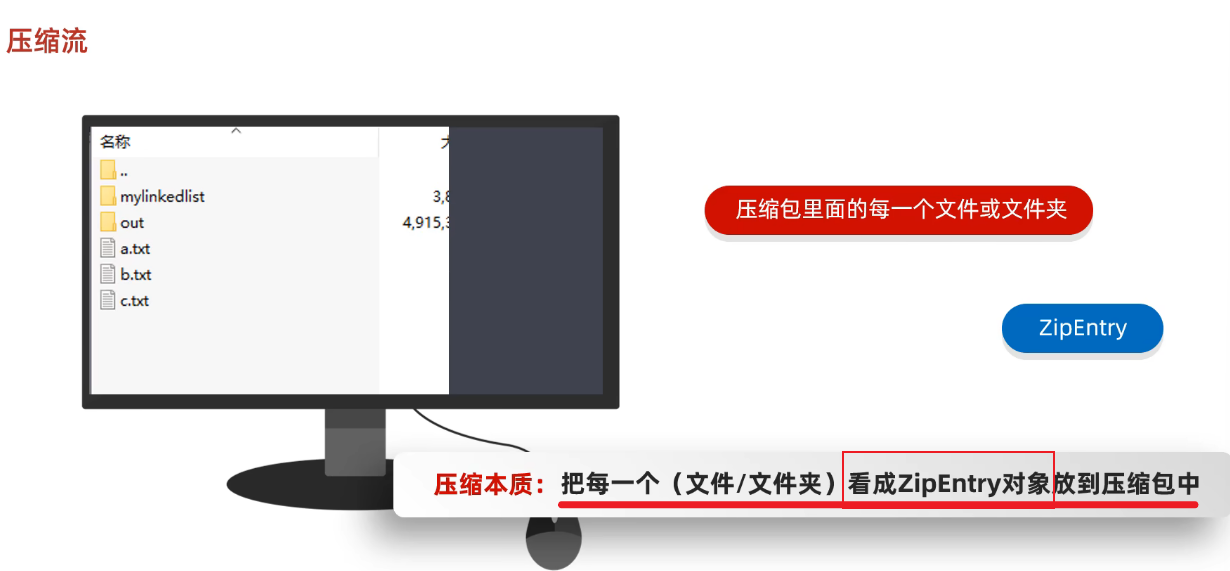 压缩流
名称
..
mylinkedlist
3,8
out
4,915,3
a.txt
b.txt
c.txt
压缩包里面的每一个文件或文件夹
ZipEntry
压缩本质：把每一个（文件/文件夹）看成ZipEntry对象放到压缩包中